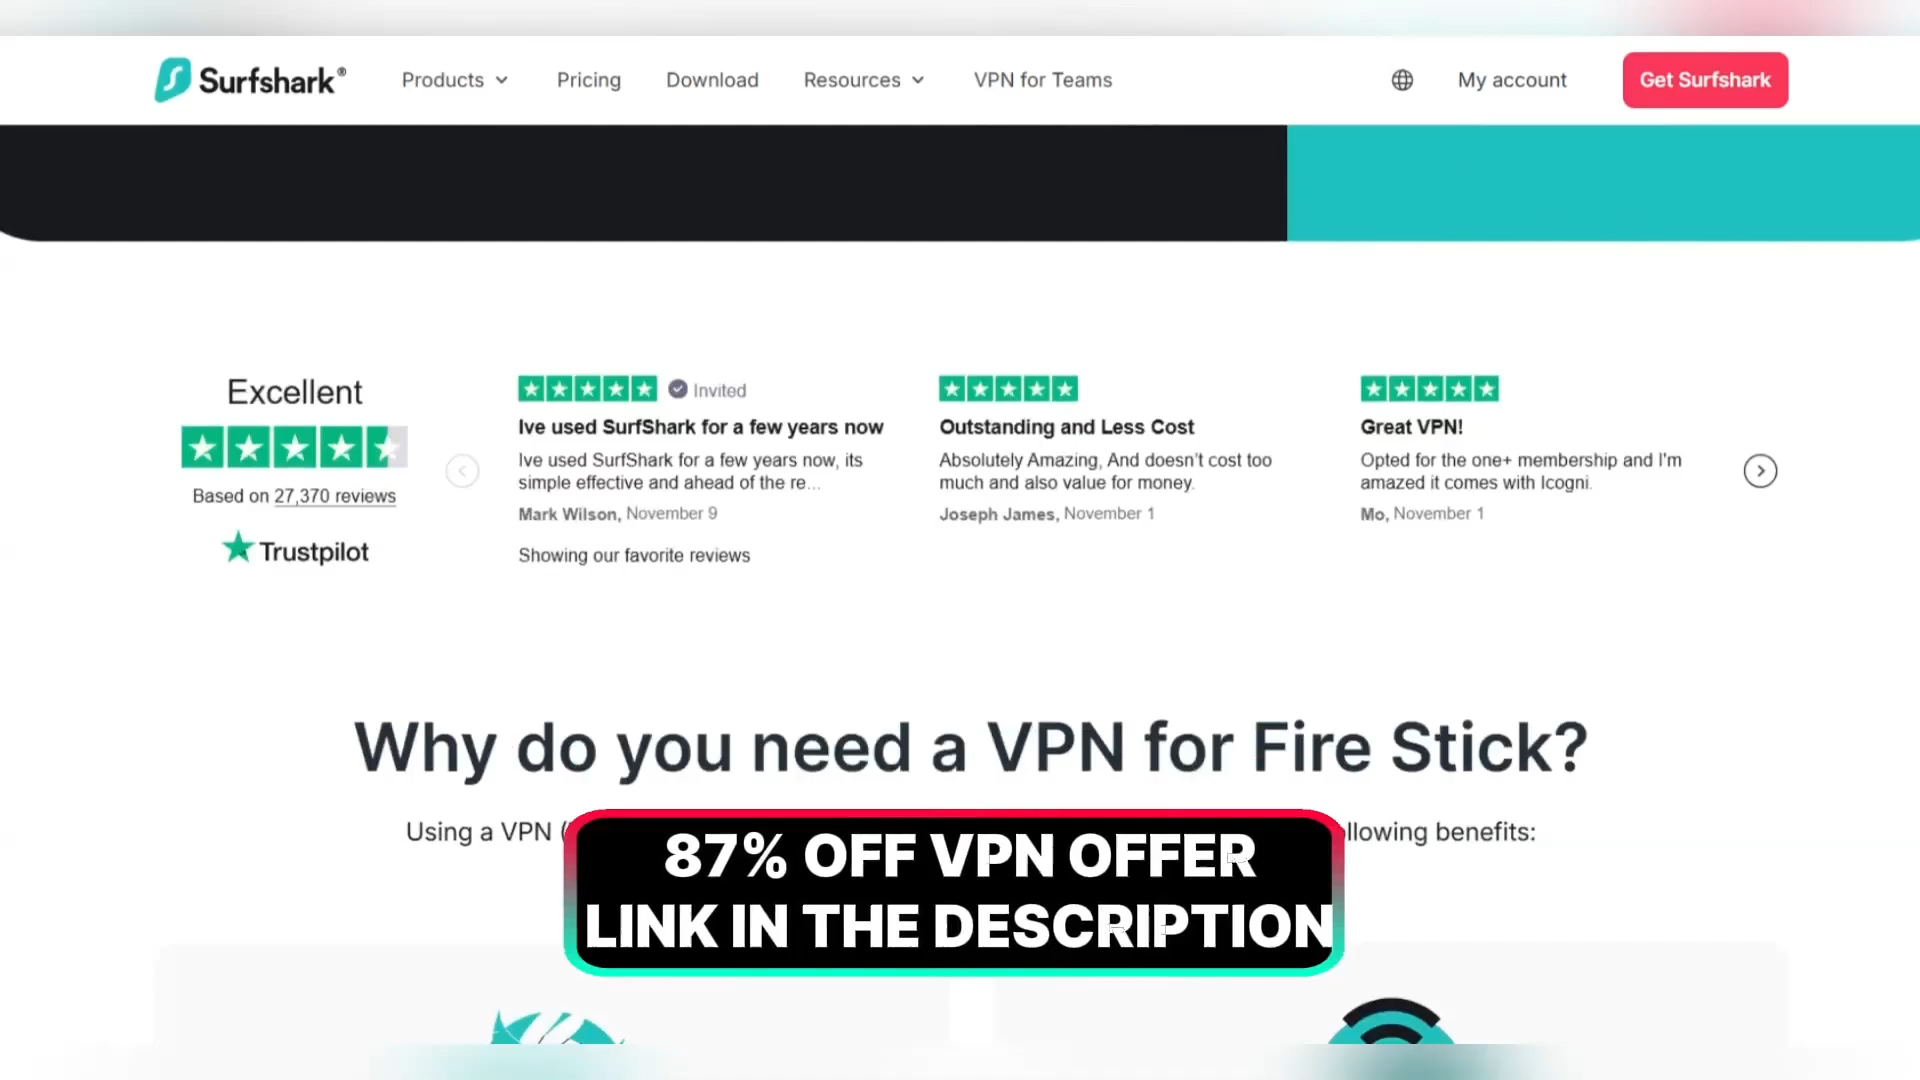 Surfshark®
Products
Pricing
Download
Resources
VPN for Teams
My account
Get Surfshark
Excellent
Based on 27,370 reviews
Trustpilot
Invited
Ive used SurfShark for a few years now
Ive used SurfShark for a few years now, its
simple effective and ahead of the re...
Mark Wilson, November 9
Showing our favorite reviews
Outstanding and Less Cost
Absolutely Amazing, And doesn't cost too
much and also value for money.
Joseph James, November 1
Great VPN!
Opted for the one+ membership and I'm
amazed it comes with Icogni.
Mo, November 1
Why do you need a VPN for Fire Stick?
Using a VPN (
llowing benefits:
87% OFF VPN OFFER
LINK IN THE DESCRIPTION